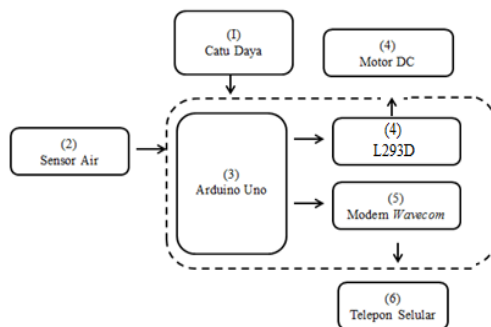 (1)
Catu Daya
(4)
Motor DC
(2)
Sensor Air
(3)
Arduino Uno
(4)
L293D
(5)
Modem Wavecom
(6)
Telepon Selular